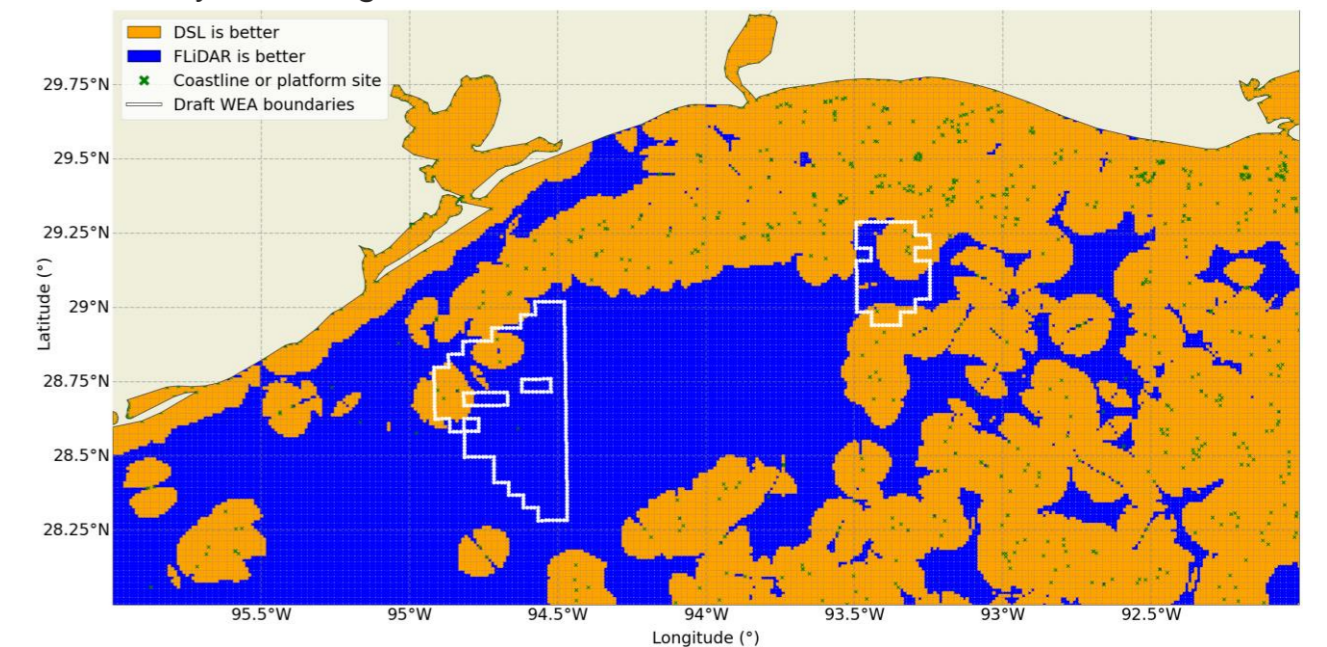 DSL is better
FLiDAR is better
Coastline or platform site
Draft WEA boundaries
29.75°N
29.5°N
29.25°N
29°N
28.75°N
28.5°N
28.25°N
Latitude (°)
95.5°W 95°W 94.5°W 94°W 93.5°W 93°W 92.5°W
Longitude (°)